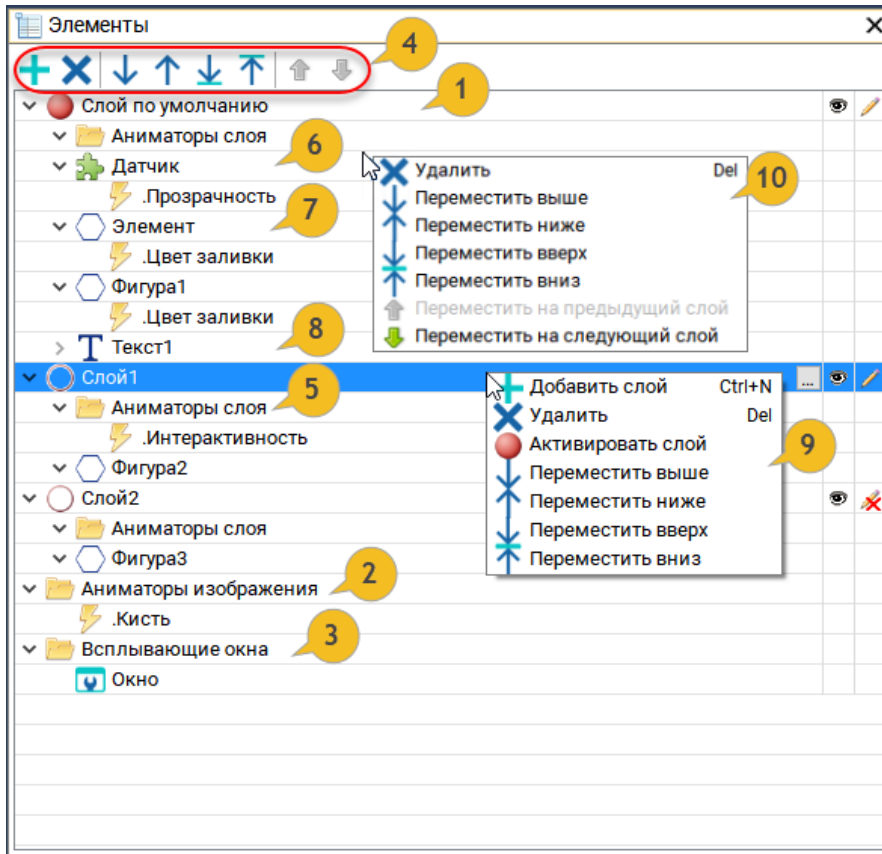 Элементы
4
Слой по умолчанию
1
Аниматоры слоя
6
Датчик
.Прозрачность
7
Элемент
.Цвет заливки
Фигура1
.Цвет заливки
8
Текст1
Удалить Del
10
Переместить выше
Переместить ниже
Переместить вверх
Переместить вниз
Переместить на предыдущий слой
Переместить на следующий слой
Слой1 ...
5
Аниматоры слоя
.Интерактивность
Фигура2
Слой2
Аниматоры слоя
Фигура3
Добавить слой Ctrl+N
Удалить Del
Активировать слой
9
Переместить выше
Переместить ниже
Переместить вверх
Переместить вниз
Аниматоры изображения
2
.Кисть
3
Всплывающие окна
Окно